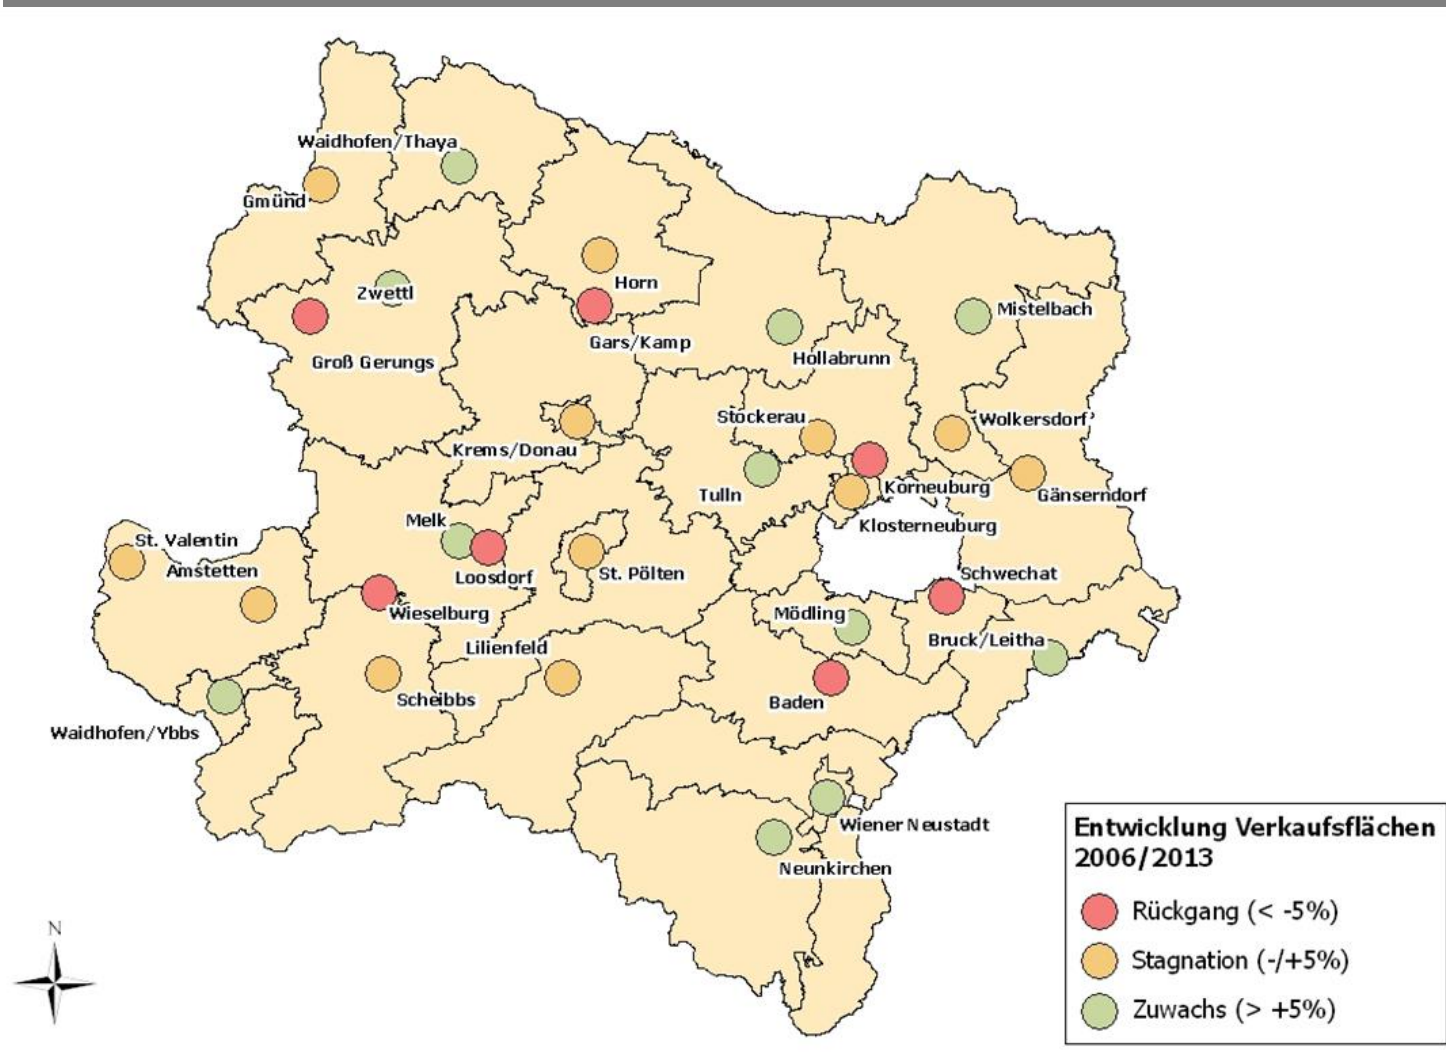 Waidhofen/Thaya
Gmünd
Zwettl
Horn
Mistelbach
Gars/Kamp
Hollabrunn
Groß Gerungs
Stockerau
Wolkersdorf
Krems/Donau
Tulln
Korneuburg
Gänserndorf
Melk
Klosterneuburg
St. Valentin
Amstetten
Loosdorf
St. Pölten
Schwechat
Wieselburg
Mödling
Bruck/Leitha
Lilienfeld
Scheibbs
Baden
Waidhofen/Ybbs
Wiener Neustadt
Neunkirchen
Entwicklung Verkaufsflächen
2006/2013
Rückgang (< -5%)
Stagnation (-/+5%)
Zuwachs (> +5%)
N